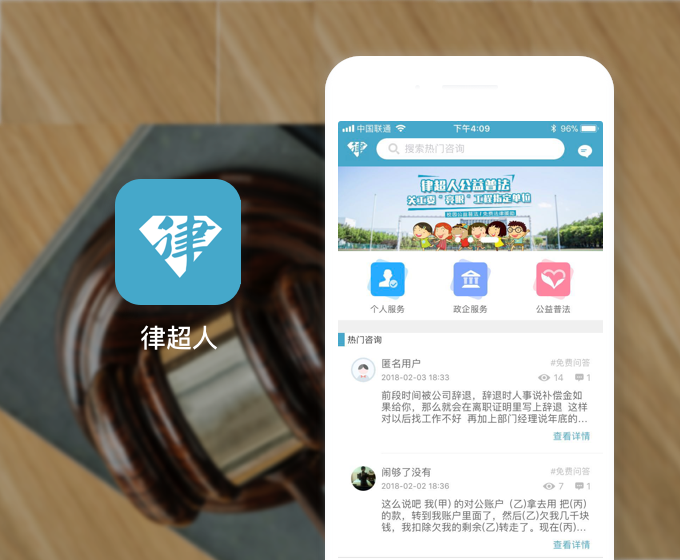 律
律超人
中国联通
下午4:09
96%
律
搜索热门咨询
律超人公益普法
关工委“亮眼”工程指定单位
个人服务
政企服务
公益普法
热门咨询
匿名用户
#免费问答
2018-02-03 18:33
14
1
前段时间被公司辞退，辞退时人事说补偿金如
果给你，那么就会在离职证明里写上辞退 这样
对以后找工作不好 再加上部门经理说年底的...
查看详情
闹够了没有
#免费问答
2018-02-02 18:36
7
1
这么说吧 我(甲) 的对公账户 (乙)拿去用 把(丙)
的款，转到我账户里面了，然后(乙)欠我几千块
钱，我扣除欠我的剩余(乙)转走了。现在(丙)...
查看详情